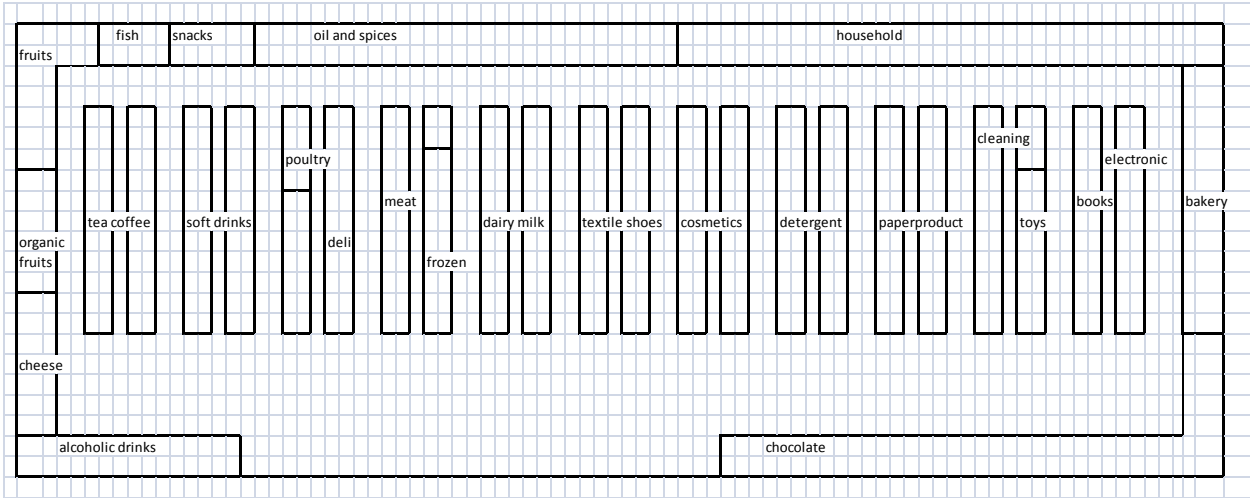 fish
snacks
oil and spices
household
fruits
cleaning
poultry
electronic
meat
books
bakery
tea coffee
soft drinks
dairy milk
textile shoes
cosmetics
detergent
paperproduct
toys
organic
fruits
deli
frozen
cheese
alcoholic drinks
chocolate